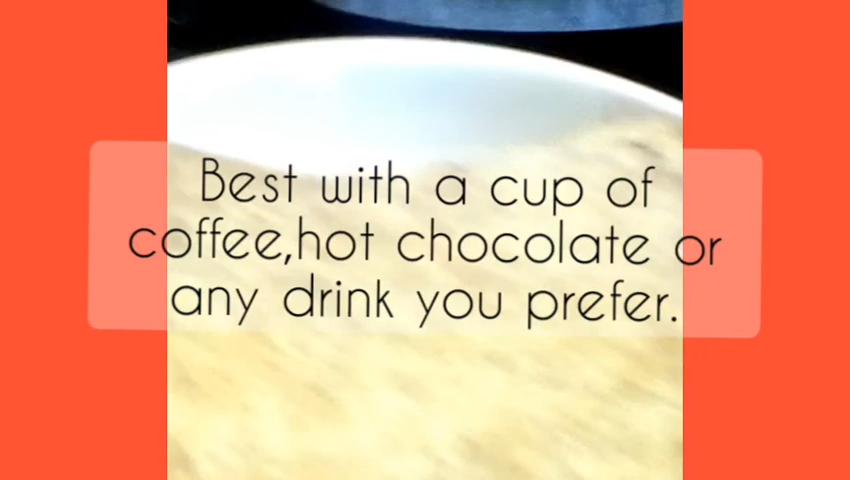 Best with a cup of
coffee,hot chocolate or
any drink you prefer.